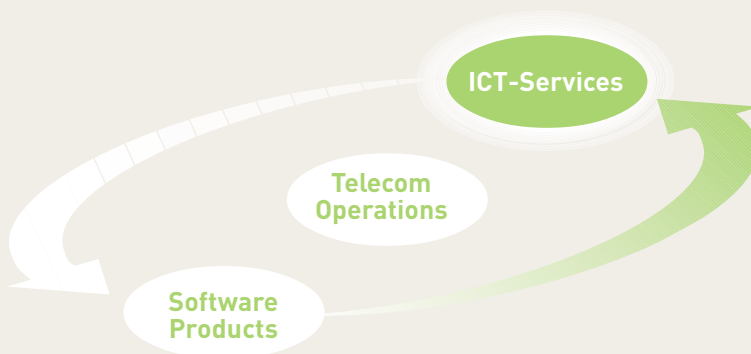 ICT-Services
Telecom
Operations
Software
Products